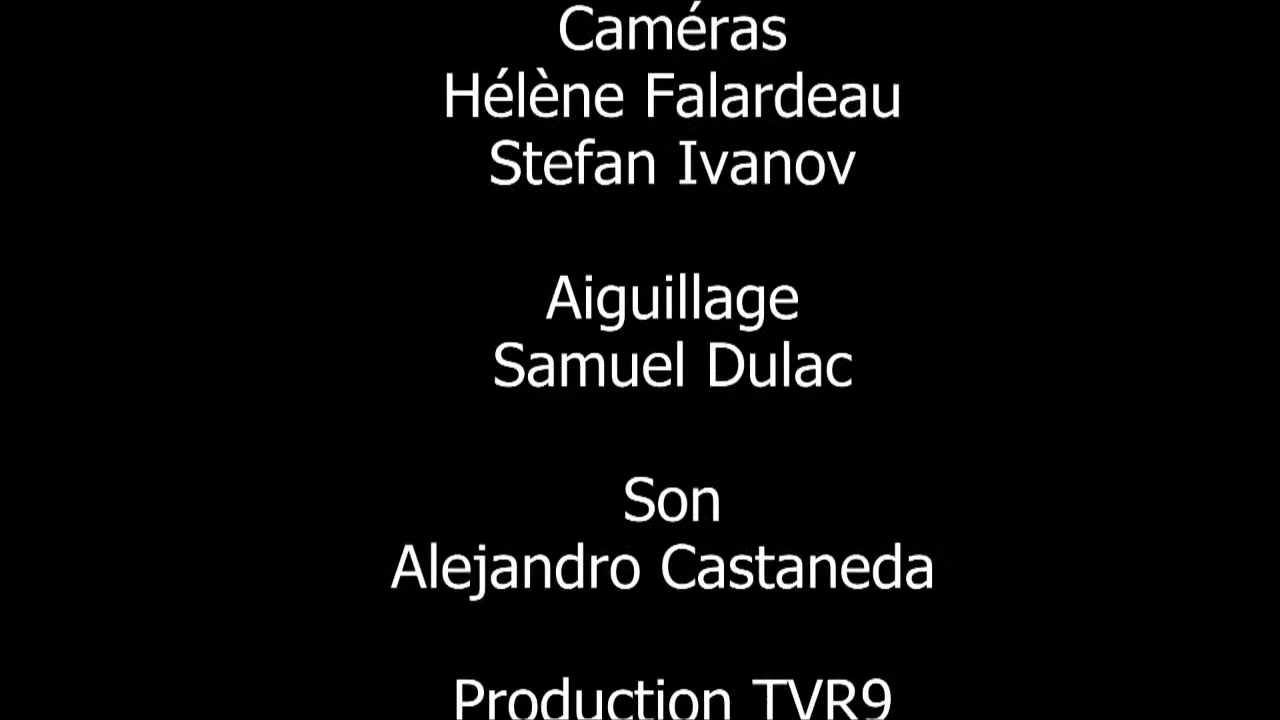 Caméras
Hélène Falardeau
Stefan Ivanov
Aiguillage
Samuel Dulac
Son
Alejandro Castaneda
Production TVR9